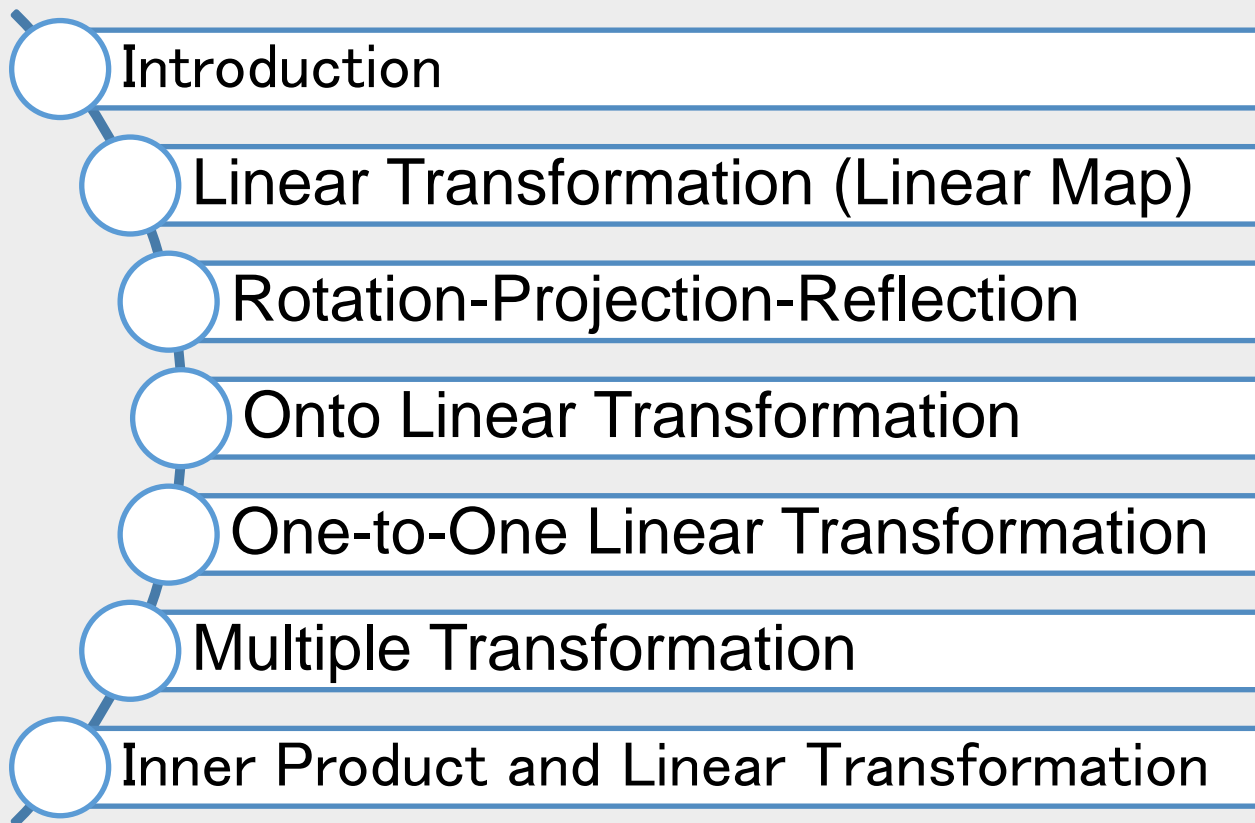 Introduction
Linear Transformation (Linear Map)
Rotation-Projection-Reflection
Onto Linear Transformation
One-to-One Linear Transformation
Multiple Transformation
Inner Product and Linear Transformation